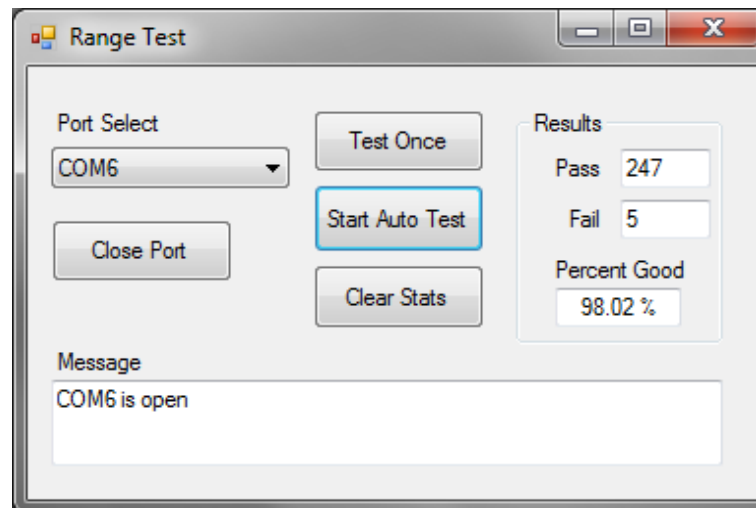 Range Test
Port Select
COM6
Close Port
Test Once
Start Auto Test
Clear Stats
Results
Pass 247
Fail 5
Percent Good
98.02 %
Message
COM6 is open